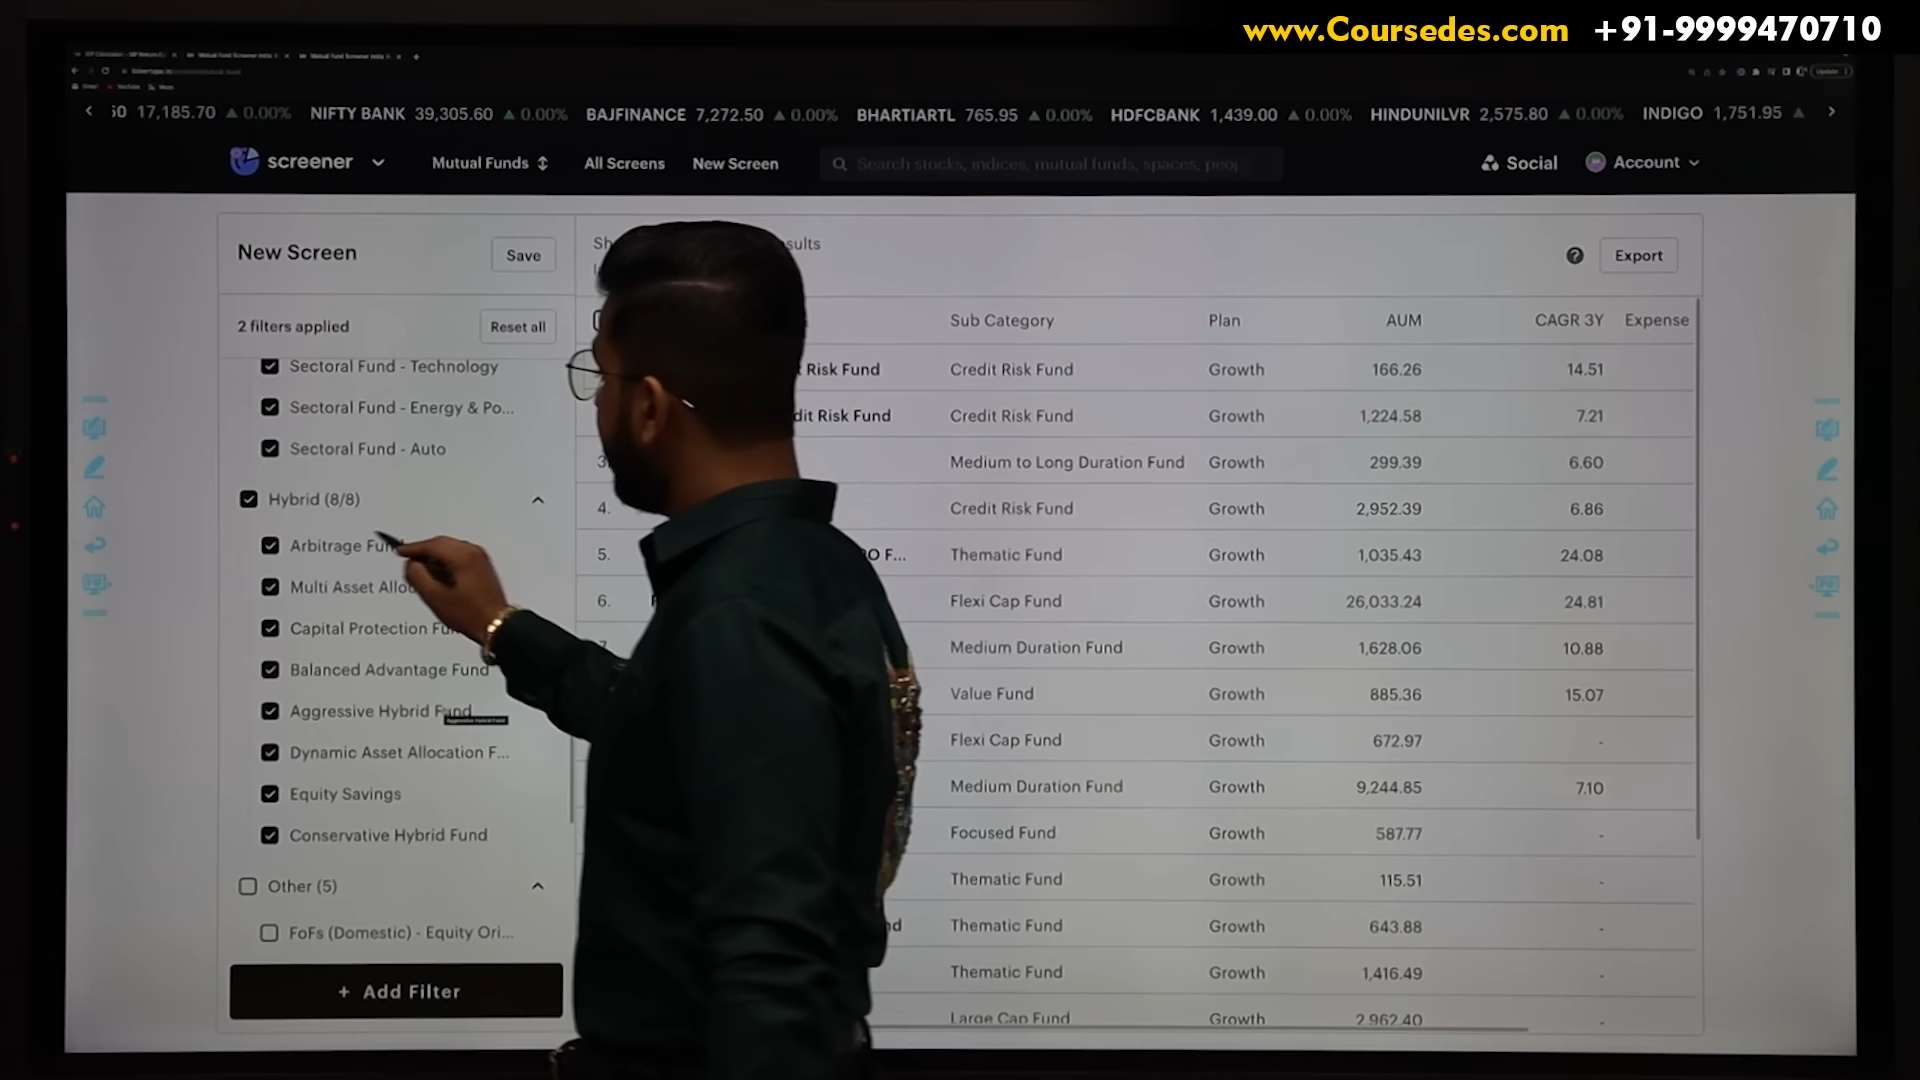 www.Coursedes.com +91-9999470710
17,185.70 ▲ 0.00% NIFTY BANK 39,305.60 ▲ 0.00% BAJFINANCE 7,272.50 ▲ 0.00% BHARTIARTL 765.95 ▲ 0.00% HDFCBANK 1,439.00 ▲ 0.00% HINDUNILVR 2,575.80 ▲ 0.00% INDIGO 1,751.95 ▲
screener Mutual Funds All Screens New Screen Search stocks, indices, mutual funds, spaces, Social Account
New Screen Save
2 filters applied Reset all
Sectoral Fund - Technology
Sectoral Fund - Energy & Po...
Sectoral Fund - Auto
Hybrid (8/8)
Arbitrage
Multi Asset
Capital Protection
Balanced Advantage Fund
Aggressive Hybrid Fund
Dynamic Asset Allocation F...
Equity Savings
Conservative Hybrid Fund
Other (5)
FoFs (Domestic) - Equity Ori...
+ Add Filter
? Export
Sub Category Plan AUM CAGR 3Y Expense
Risk Fund Credit Risk Fund Growth 166.26 14.51
Risk Fund Credit Risk Fund Growth 1,224.58 7.21
3. Medium to Long Duration Fund Growth 299.39 6.60
4. Credit Risk Fund Growth 2,952.39 6.86
5. F... Thematic Fund Growth 1,035.43 24.08
6. Flexi Cap Fund Growth 26,033.24 24.81
Medium Duration Fund Growth 1,628.06 10.88
Value Fund Growth 885.36 15.07
Flexi Cap Fund Growth 672.97 -
Medium Duration Fund Growth 9,244.85 7.10
Focused Fund Growth 587.77 -
Thematic Fund Growth 115.51 -
Thematic Fund Growth 643.88 -
Thematic Fund Growth 1,416.49 -
Large Cap Fund Growth 2,962.40 -